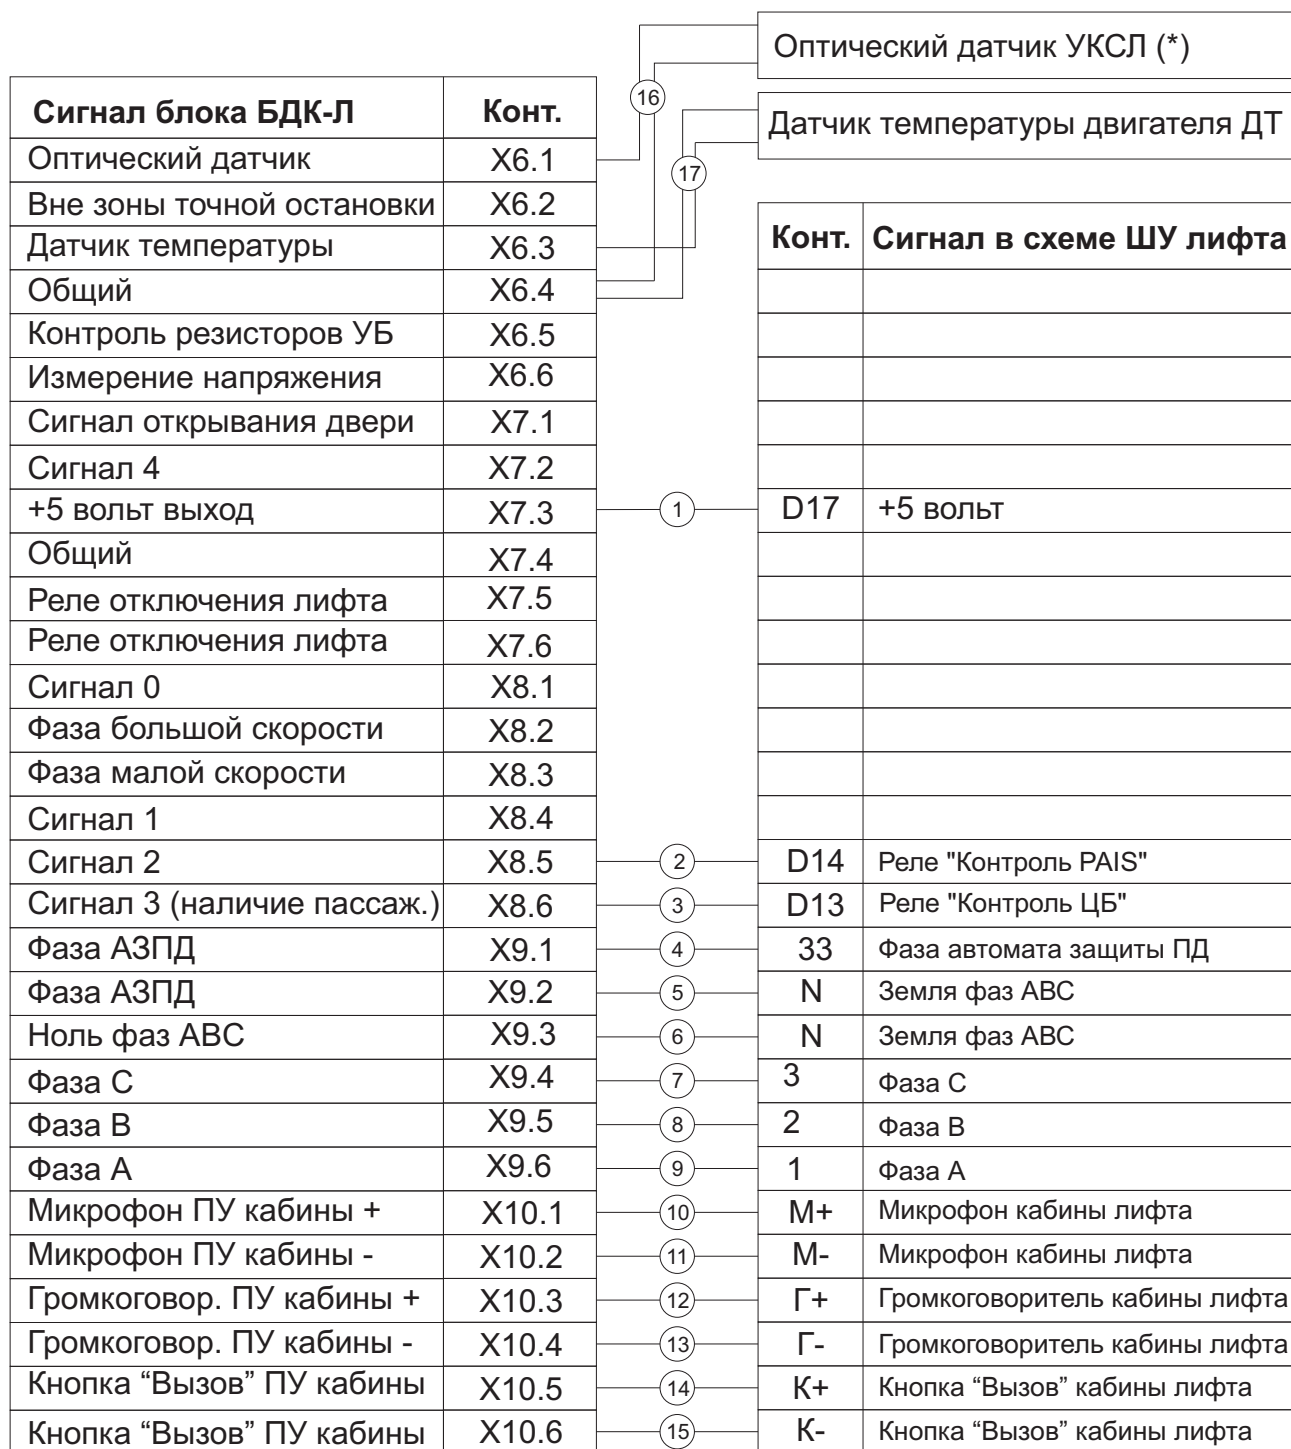 Оптический датчик УКСЛ (*)
16
Датчик температуры двигателя ДТ
17
Сигнал блока БДК-Л Конт.
Оптический датчик X6.1
Вне зоны точной остановки X6.2
Датчик температуры X6.3
Общий X6.4
Контроль резисторов УБ X6.5
Измерение напряжения X6.6
Сигнал открывания двери X7.1
Сигнал 4 X7.2
+5 вольт выход X7.3
Общий X7.4
Реле отключения лифта X7.5
Реле отключения лифта X7.6
Сигнал 0 X8.1
Фаза большой скорости X8.2
Фаза малой скорости X8.3
Сигнал 1 X8.4
Сигнал 2 X8.5
Сигнал 3 (наличие пассаж.) X8.6
Фаза АЗПД X9.1
Фаза АЗПД X9.2
Ноль фаз АВС X9.3
Фаза С X9.4
Фаза В X9.5
Фаза А X9.6
Микрофон ПУ кабины + X10.1
Микрофон ПУ кабины - X10.2
Громкоговор. ПУ кабины + X10.3
Громкоговор. ПУ кабины - X10.4
Кнопка “Вызов” ПУ кабины X10.5
Кнопка “Вызов” ПУ кабины X10.6
Конт. Сигнал в схеме ШУ лифта
1 D17 +5 вольт
2 D14 Реле "Контроль PAIS"
3 D13 Реле "Контроль ЦБ"
4 33 Фаза автомата защиты ПД
5 N Земля фаз АВС
6 N Земля фаз АВС
7 3 Фаза С
8 2 Фаза В
9 1 Фаза А
10 М+ Микрофон кабины лифта
11 М- Микрофон кабины лифта
12 Г+ Громкоговоритель кабины лифта
13 Г- Громкоговоритель кабины лифта
14 К+ Кнопка “Вызов” кабины лифта
15 К- Кнопка “Вызов” кабины лифта